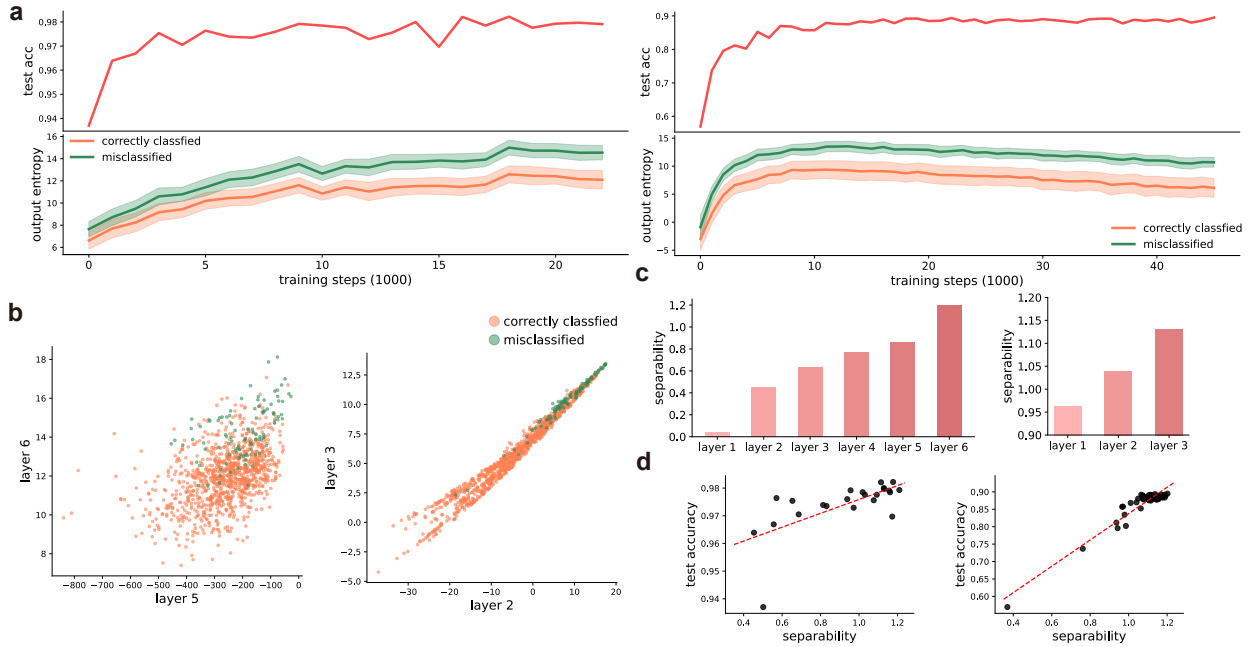 a
0.98
0.97
0.96
0.95
0.94
test acc
16
14
12
10
8
6
output entropy
correctly classfied
misclassified
0
5
10
15
20
training steps (1000)
0.9
0.8
0.7
0.6
test acc
15
10
5
0
−5
output entropy
correctly classfied
misclassified
0
10
20
30
40
training steps (1000)
b
correctly classfied
misclassified
18
16
14
12
10
8
layer 6
−800
−700
−600
−500
−400
−300
−200
−100
0
layer 5
12.5
10.0
7.5
5.0
2.5
0.0
−2.5
−5.0
layer 3
−30
−20
−10
0
10
20
layer 2
c
1.2
1.0
0.8
0.6
0.4
0.2
0.0
separability
layer 1
layer 2
layer 3
layer 4
layer 5
layer 6
1.20
1.15
1.10
1.05
1.00
0.95
0.90
separability
layer 1
layer 2
layer 3
d
0.98
0.97
0.96
0.95
0.94
test accuracy
0.4
0.6
0.8
1.0
1.2
separability
0.90
0.85
0.80
0.75
0.70
0.65
0.60
test accuracy
0.4
0.6
0.8
1.0
1.2
separability